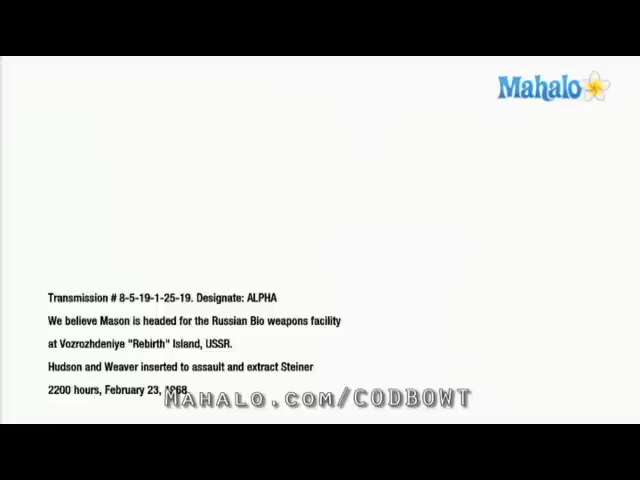 Mahalo
Transmission # 8-5-19-1-25-19. Designate: ALPHA
We believe Mason is headed for the Russian Bio weapons facility
at Vozrozhdeniye "Rebirth" Island, USSR.
Hudson and Weaver inserted to assault and extract Steiner
2200 hours, February 23, 1968
Mahalo.com/CODBOWT